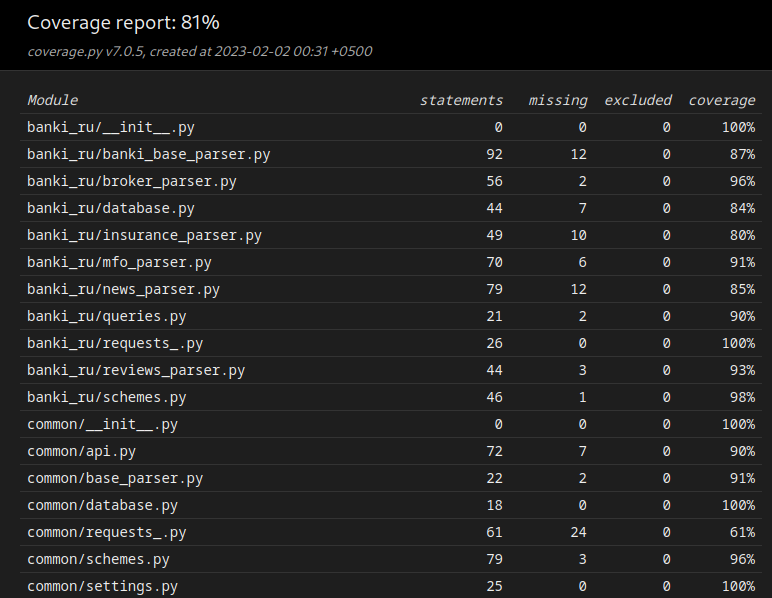 Coverage report: 81%
coverage.py v7.0.5, created at 2023-02-02 00:31 +0500
Module statements missing excluded coverage
banki_ru/__init__.py 0 0 0 100%
banki_ru/banki_base_parser.py 92 12 0 87%
banki_ru/broker_parser.py 56 2 0 96%
banki_ru/database.py 44 7 0 84%
banki_ru/insurance_parser.py 49 10 0 80%
banki_ru/mfo_parser.py 70 6 0 91%
banki_ru/news_parser.py 79 12 0 85%
banki_ru/queries.py 21 2 0 90%
banki_ru/requests_.py 26 0 0 100%
banki_ru/reviews_parser.py 44 3 0 93%
banki_ru/schemes.py 46 1 0 98%
common/__init__.py 0 0 0 100%
common/api.py 72 7 0 90%
common/base_parser.py 22 2 0 91%
common/database.py 18 0 0 100%
common/requests_.py 61 24 0 61%
common/schemes.py 79 3 0 96%
common/settings.py 25 0 0 100%